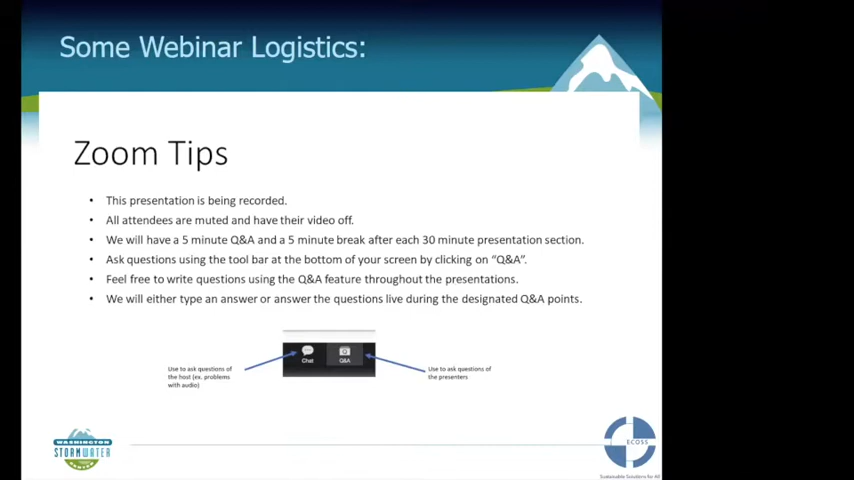 Some Webinar Logistics:
Zoom Tips
• This presentation is being recorded.
• All attendees are muted and have their video off.
• We will have a 5 minute Q&A and a 5 minute break after each 30 minute presentation section.
• Ask questions using the tool bar at the bottom of your screen by clicking on “Q&A”.
• Feel free to write questions using the Q&A feature throughout the presentations.
• We will either type an answer or answer the questions live during the designated Q&A points.
Use to ask questions of
the host (ex. problems
with audio)
Chat
Q&A
Use to ask questions of
the presenters
WASHINGTON
STORMWATER
ECOSS
Sustainable Solutions for All